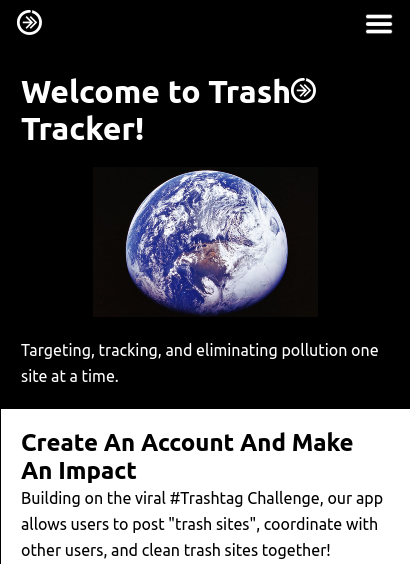 Welcome to Trash
Tracker!
Targeting, tracking, and eliminating pollution one
site at a time.
Create An Account And Make
An Impact
Building on the viral #Trashtag Challenge, our app
allows users to post "trash sites", coordinate with
other users, and clean trash sites together!